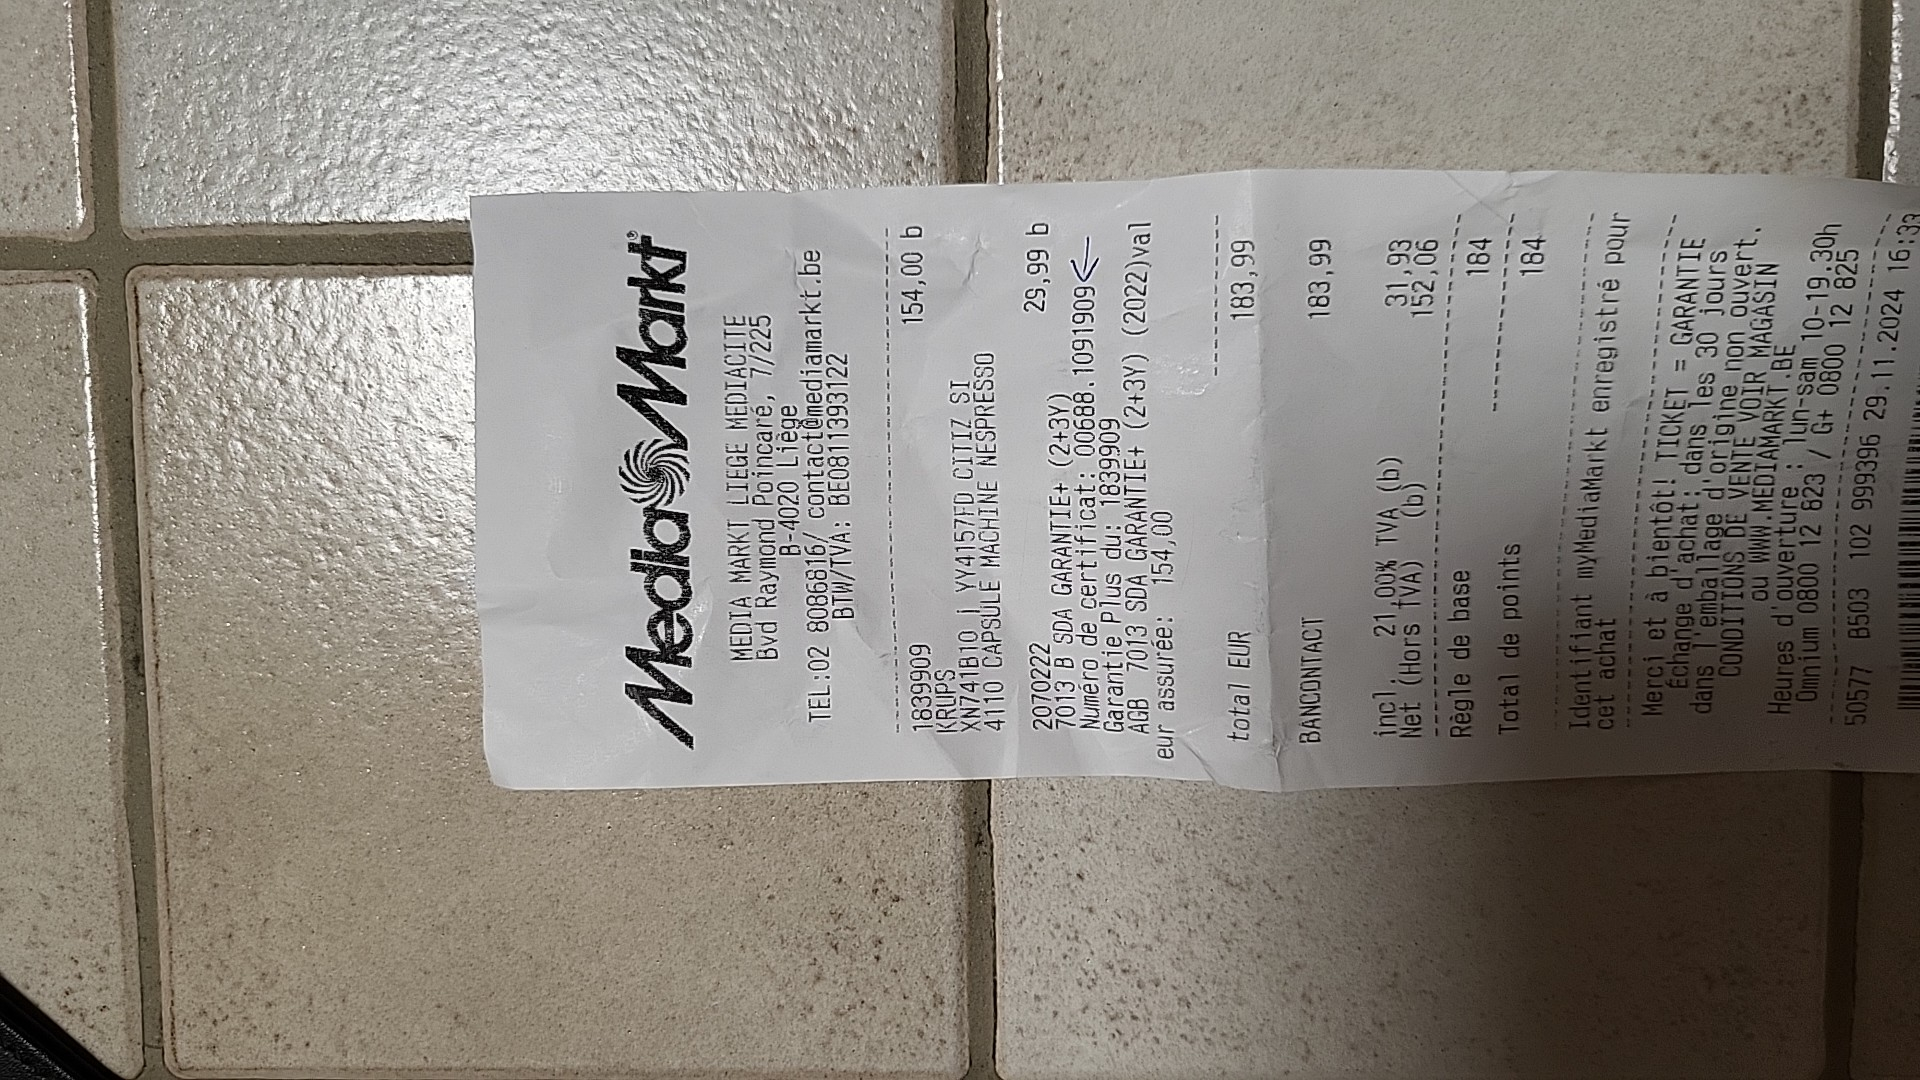 MediaMarkt®
MEDIA MARKT LIEGE MEDIACITE
Bvd Raymond Poincaré, 7/225
B-4020 Liège
TEL:02 8086816/ contact@mediamarkt.be
BTW/TVA: BE0811393122
154,00 b
1839909
KRUPS
XN741B10 | YY4157FD CITIZ SI
4110 CAPSULE MACHINE NESPRESSO
29,99 b
2070222
7013 B SDA GARANTIE+ (2+3Y)
Numéro de certificat: 00688.1091909
Garantie Plus du: 1839909
AGB 7013 SDA GARANTIE+ (2+3Y) (2022)val
eur assurée: 154,00
total EUR 183,99
BANCONTACT 183,99
incl. 21,00% TVA (b) 31,93
Net (Hors TVA) (b) 152,06
Règle de base 184
Total de points 184
Identifiant myMediaMarkt enregistré pour
cet achat
Merci et à bientôt! TICKET = GARANTIE
Échange d'achat: dans les 30 jours
dans l'emballage d'origine non ouvert.
CONDITIONS DE VENTE VOIR MAGASIN
ou WWW.MEDIAMARKT.BE
Heures d'ouverture : lun-sam 10-19.30h
Omnium 0800 12 823 / G+ 0800 12 825
50577 B503 102 999396 29.11.2024 16:33